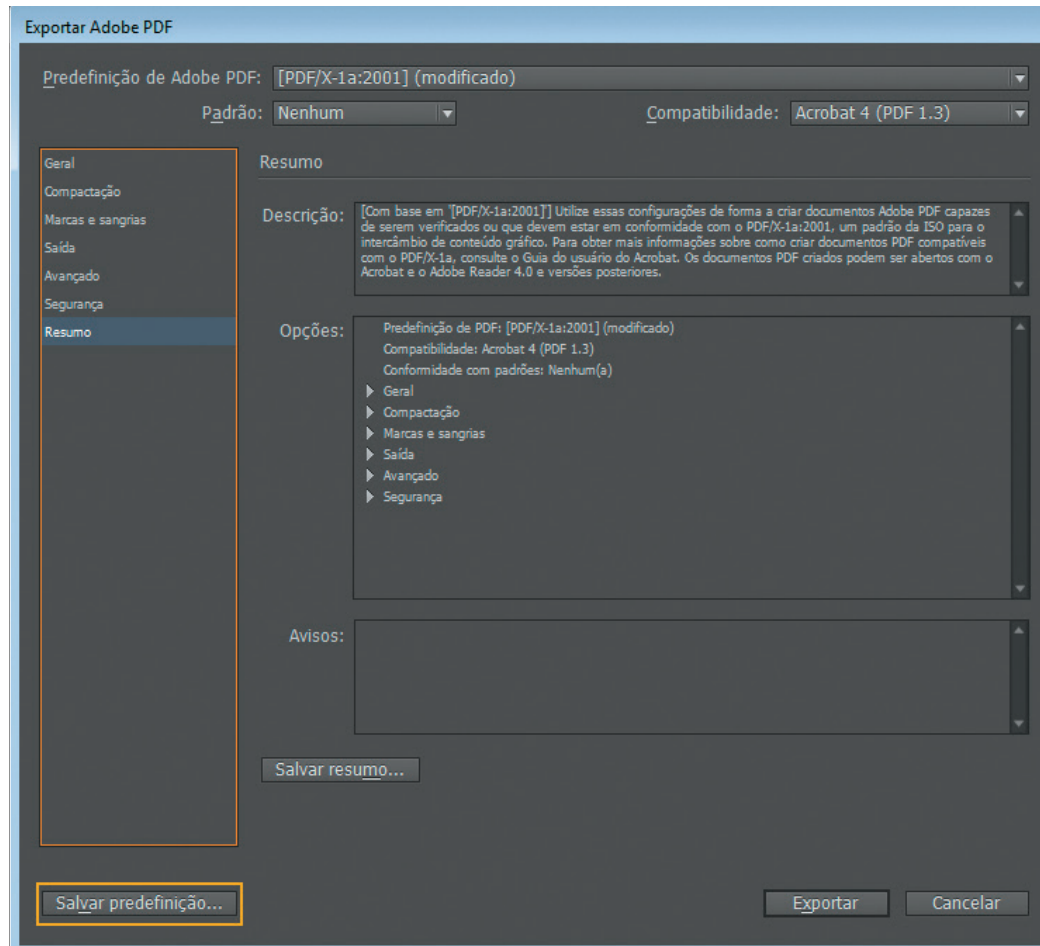 Exportar Adobe PDF
Predefinição de Adobe PDF: [PDF/X-1a:2001] (modificado)
Padrão: Nenhum Compatibilidade: Acrobat 4 (PDF 1.3)
Geral
Compactação
Marcas e sangrias
Saída
Avançado
Segurança
Resumo
Resumo
Descrição: [Com base em '[PDF/X-1a:2001]'] Utilize essas configurações de forma a criar documentos Adobe PDF capazes
de serem verificados ou que devem estar em conformidade com o PDF/X-1a:2001, um padrão da ISO para o
intercâmbio de conteúdo gráfico. Para obter mais informações sobre como criar documentos PDF compatíveis
com o PDF/X-1a, consulte o Guia do usuário do Acrobat. Os documentos PDF criados podem ser abertos com o
Acrobat e o Adobe Reader 4.0 e versões posteriores.
Opções: Predefinição de PDF: [PDF/X-1a:2001] (modificado)
Compatibilidade: Acrobat 4 (PDF 1.3)
Conformidade com padrões: Nenhum(a)
Geral
Compactação
Marcas e sangrias
Saída
Avançado
Segurança
Avisos:
Salvar resumo...
Salvar predefinição... Exportar Cancelar